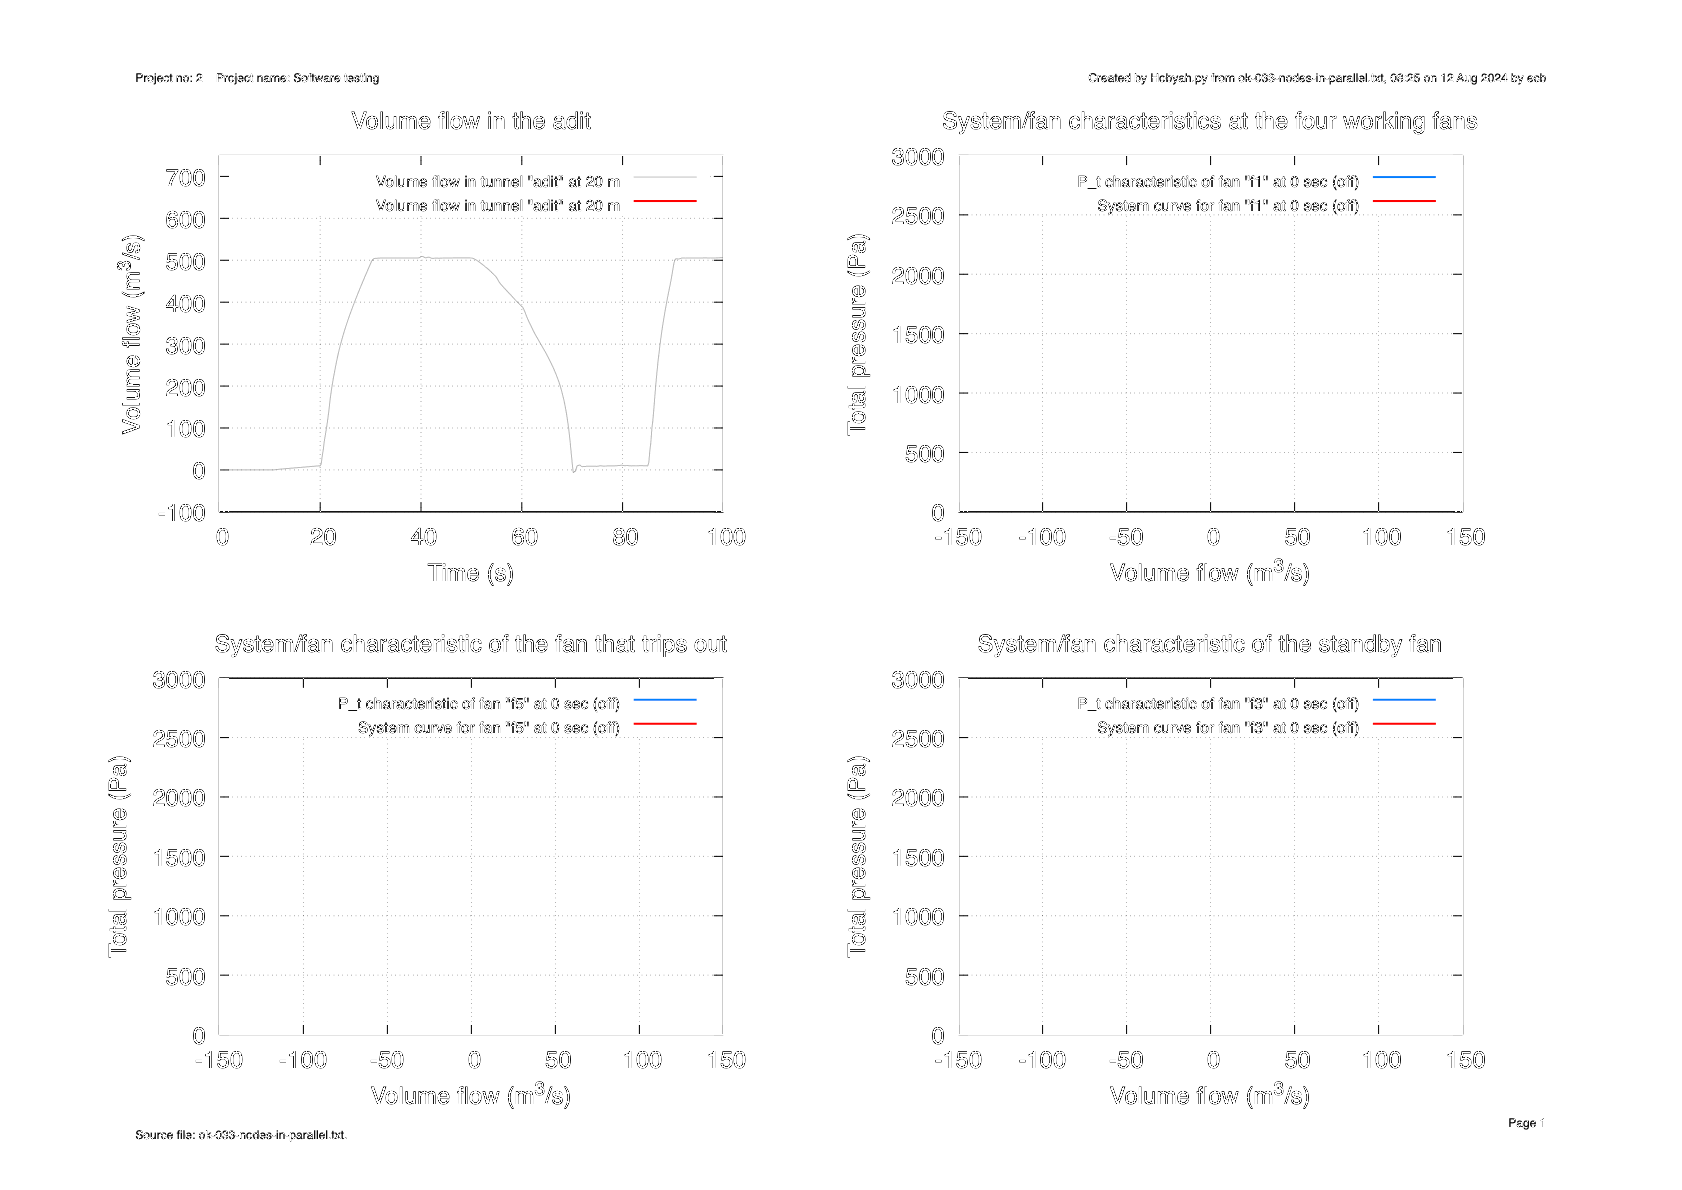 Project no: 2    Project name: Software testing
Created by Hobyah.py from ok-033-nodes-in-parallel.txt, 08:25 on 12 Aug 2024 by ecb
Volume flow in the adit
Volume flow (m³/s)
700
600
500
400
300
200
100
0
-100
Volume flow in tunnel "adit" at 20 m
Volume flow in tunnel "adit" at 20 m
0 20 40 60 80 100
Time (s)
System/fan characteristics at the four working fans
Total pressure (Pa)
3000
2500
2000
1500
1000
500
0
P_t characteristic of fan "f1" at 0 sec (off)
System curve for fan "f1" at 0 sec (off)
-150 -100 -50 0 50 100 150
Volume flow (m³/s)
System/fan characteristic of the fan that trips out
Total pressure (Pa)
3000
2500
2000
1500
1000
500
0
P_t characteristic of fan "f5" at 0 sec (off)
System curve for fan "f5" at 0 sec (off)
-150 -100 -50 0 50 100 150
Volume flow (m³/s)
System/fan characteristic of the standby fan
Total pressure (Pa)
3000
2500
2000
1500
1000
500
0
P_t characteristic of fan "f3" at 0 sec (off)
System curve for fan "f3" at 0 sec (off)
-150 -100 -50 0 50 100 150
Volume flow (m³/s)
Source file: ok-033-nodes-in-parallel.txt.
Page 1